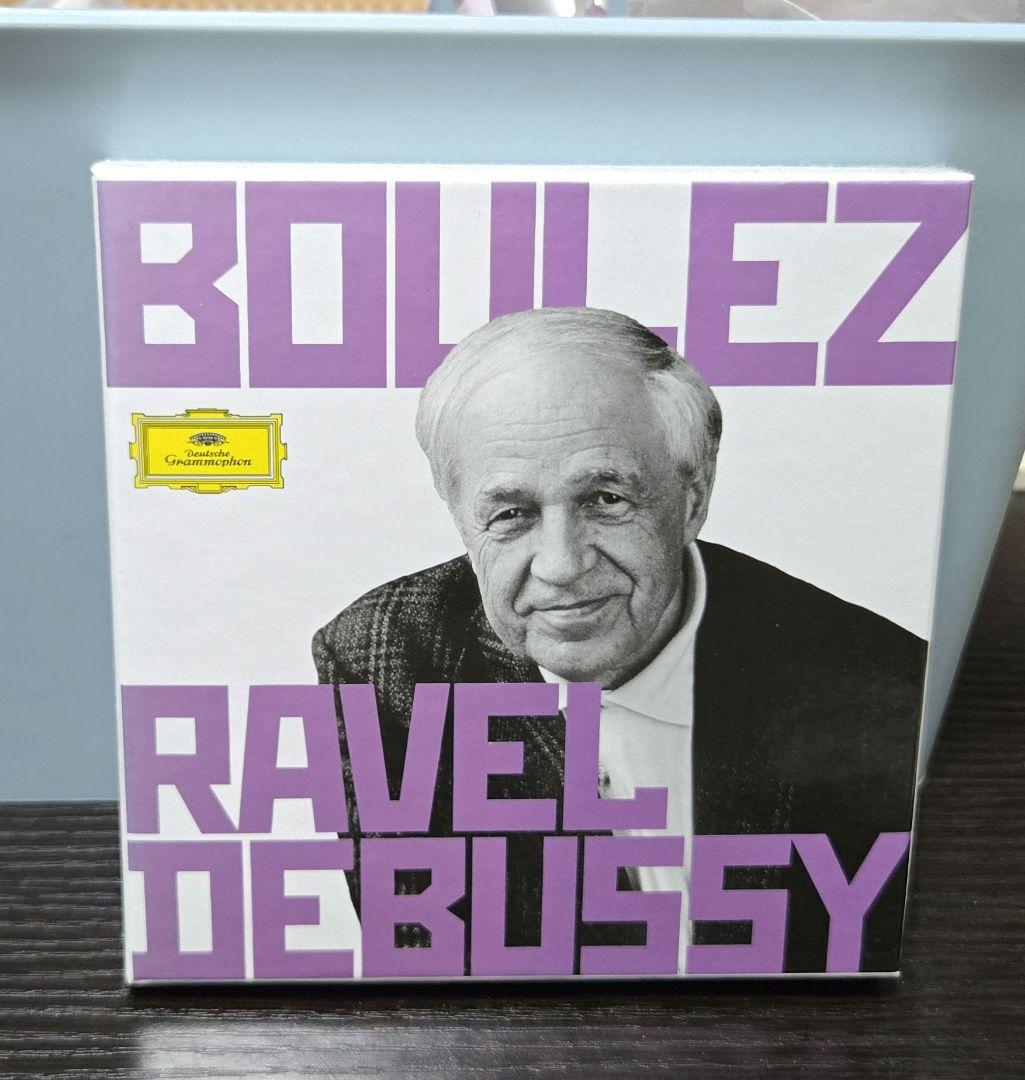 BOULEZ
Deutsche
Grammophon
RAVEL
DEBUSSY